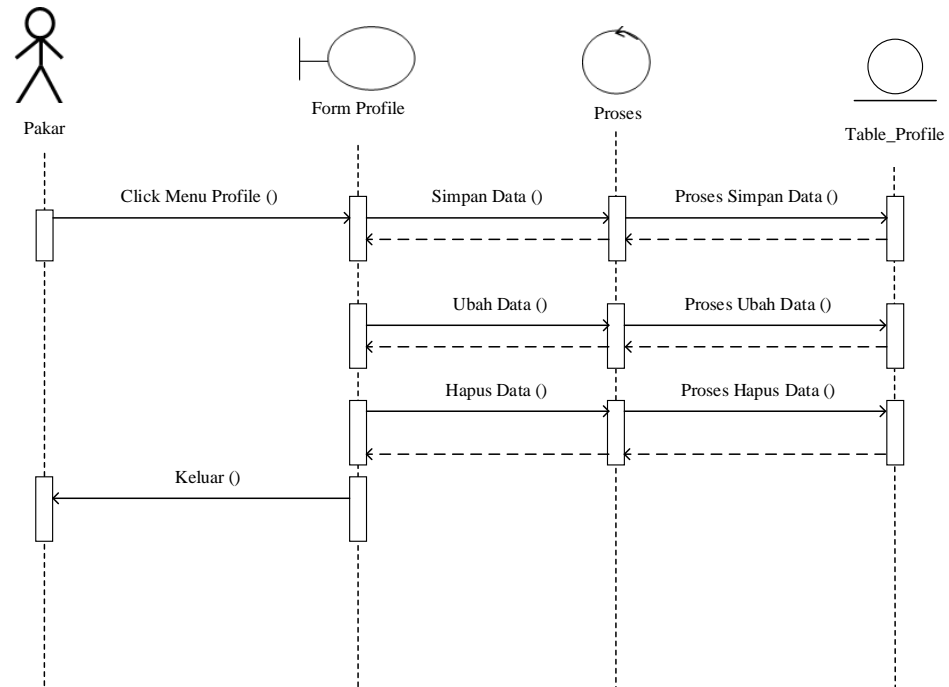 Pakar
Form Profile
Proses
Table_Profile
Click Menu Profile ()
Simpan Data ()
Proses Simpan Data ()
Ubah Data ()
Proses Ubah Data ()
Hapus Data ()
Proses Hapus Data ()
Keluar ()